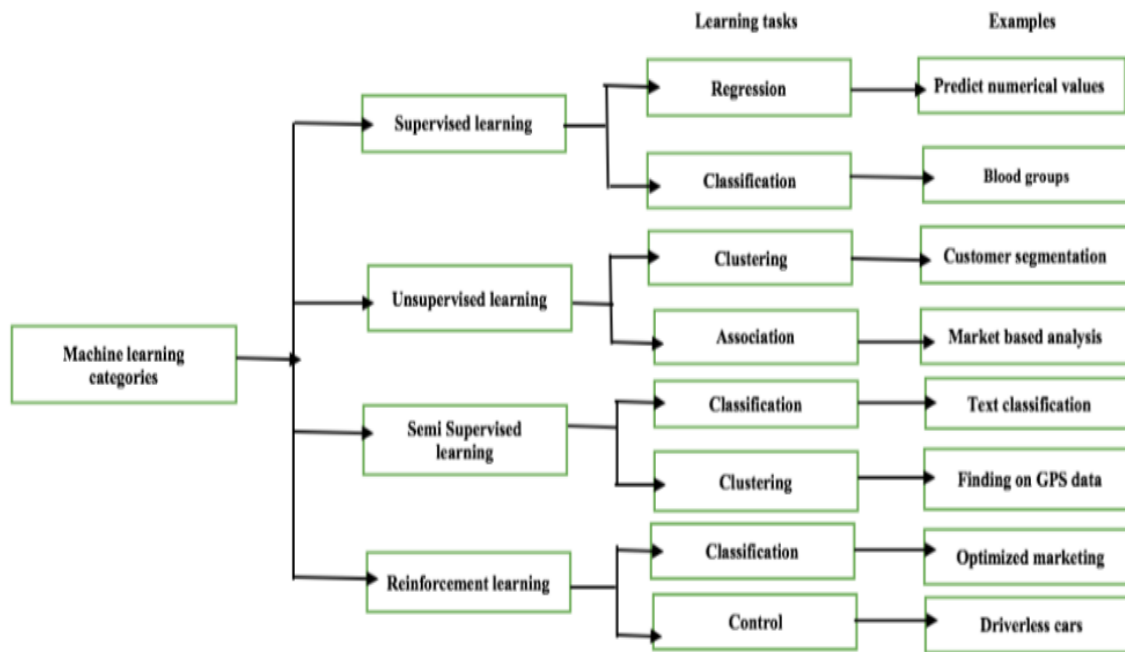 Learning tasks
Examples
Regression
Predict numerical values
Supervised learning
Classification
Blood groups
Clustering
Customer segmentation
Unsupervised learning
Association
Market based analysis
Machine learning
categories
Classification
Text classification
Semi Supervised
learning
Clustering
Finding on GPS data
Classification
Optimized marketing
Reinforcement learning
Control
Driverless cars